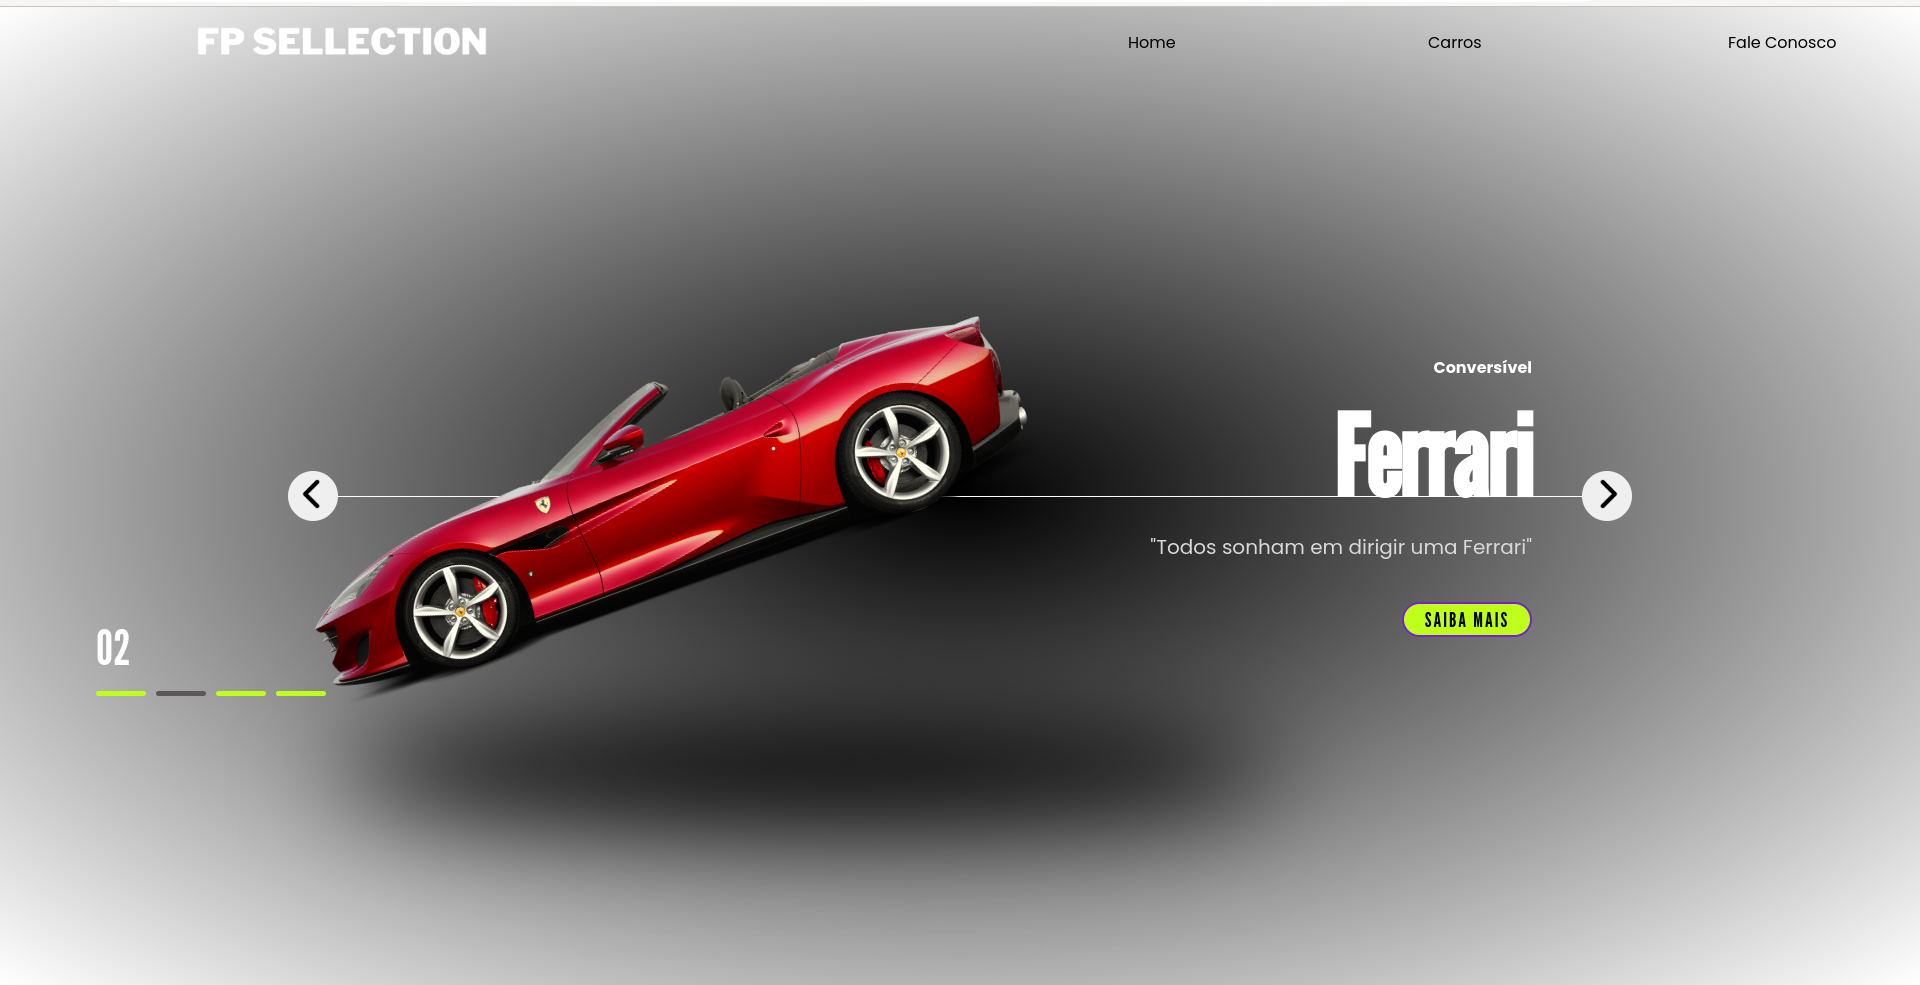 FP SELLECTION
Home
Carros
Fale Conosco
Conversível
Ferrari
"Todos sonham em dirigir uma Ferrari"
SAIBA MAIS
02